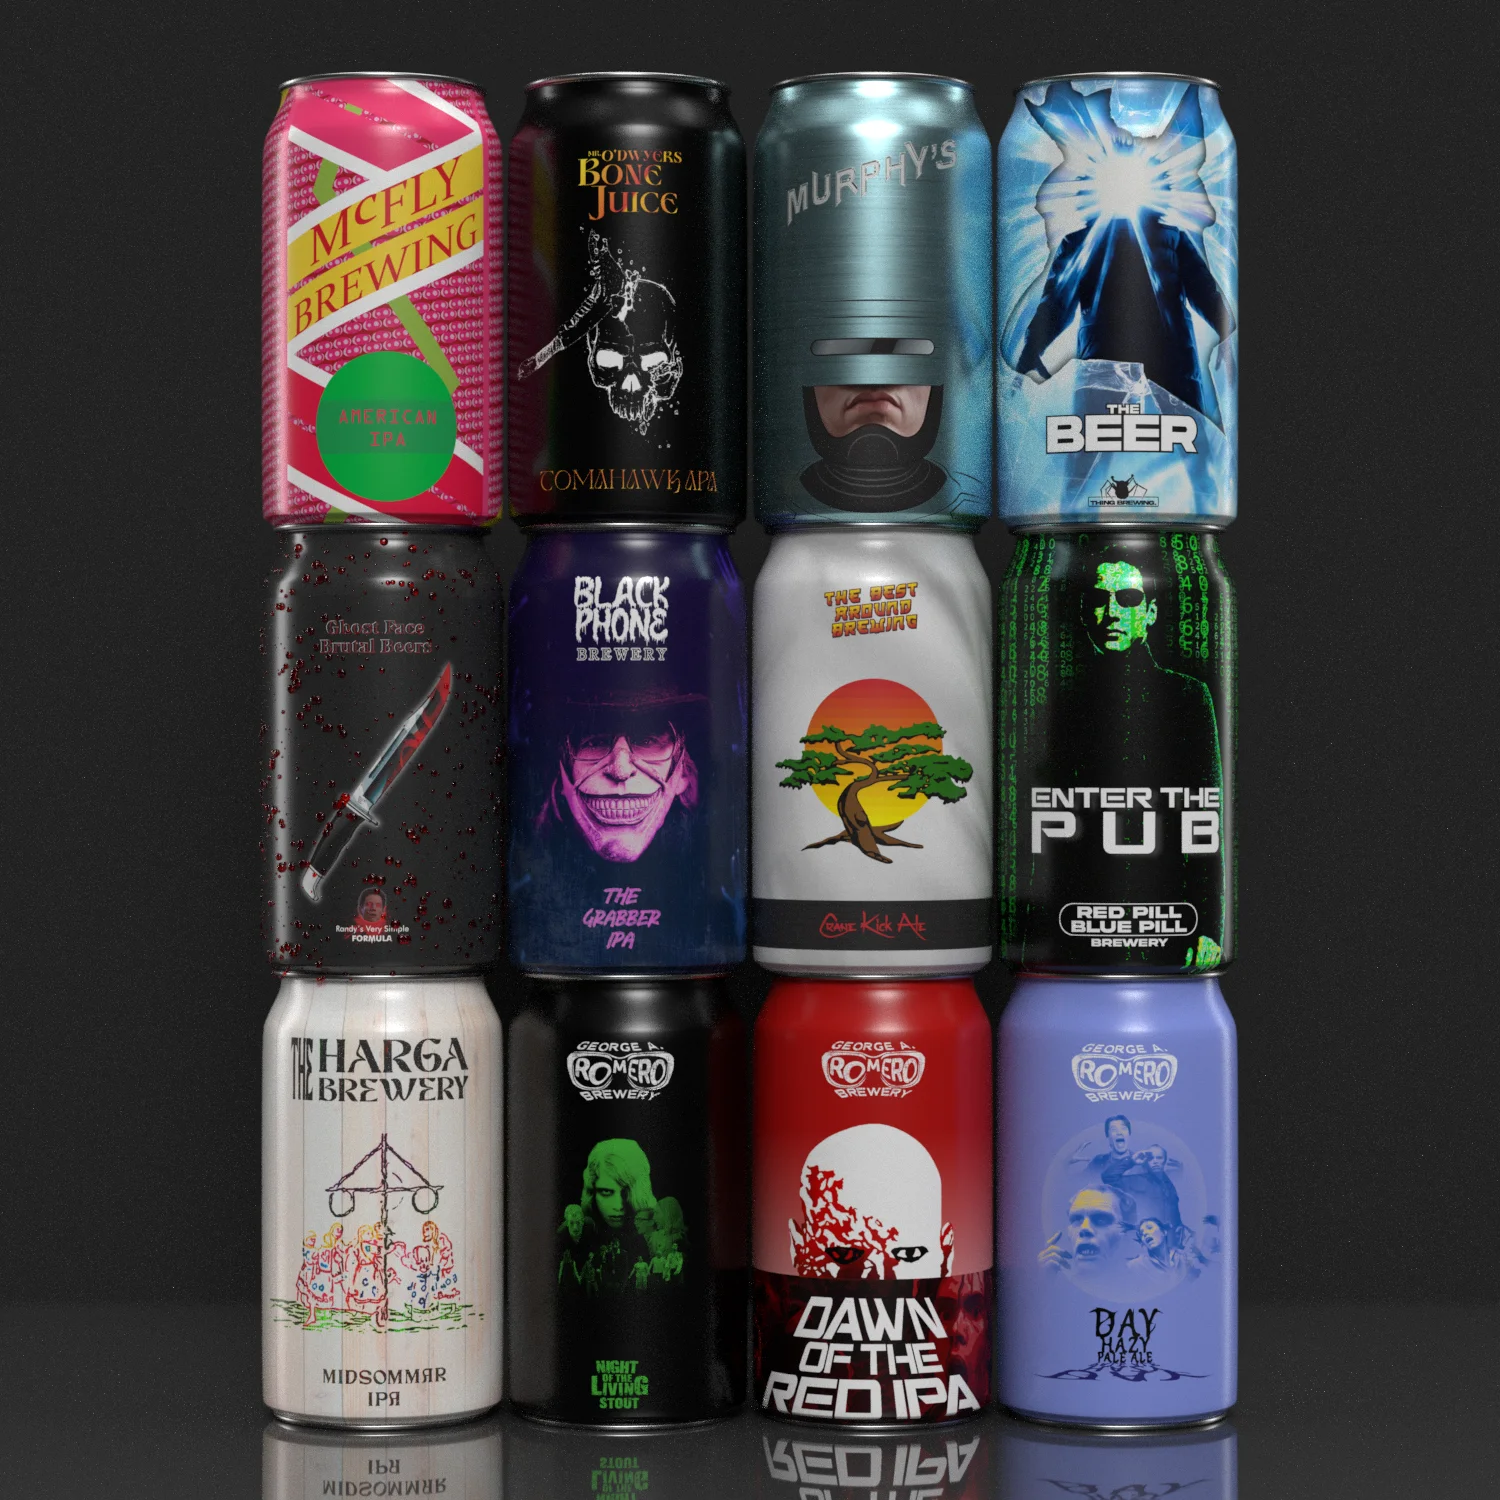 McFLY
BREWING
AMERICAN
IPA
MR.O'DWYERS
BONE
JUICE
TOMAHAWK APA
MURPHY'S
THE
BEER
THING BREWING
Ghost Face
Brutal Beers
Randy's Very Simple
FORMULA
BLACK
PHONE
BREWERY
THE
GRABBER
IPA
THE BEST
AROUND
BREWING
Crane Kick Ale
ENTER THE
PUB
RED PILL
BLUE PILL
BREWERY
THE HARGA
BREWERY
MIDSOMMAR
IPA
GEORGE A.
ROMERO
BREWERY
NIGHT
OF THE
LIVING
STOUT
GEORGE A.
ROMERO
BREWERY
DAWN
OF THE
RED IPA
GEORGE A.
ROMERO
BREWERY
DAY
HAZY
PALE ALE